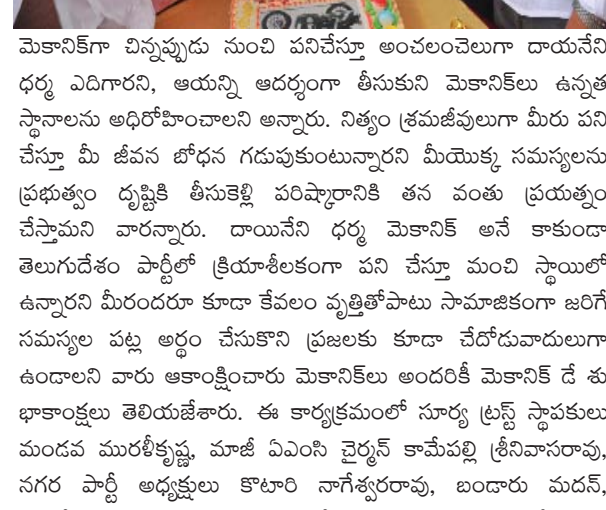 మెకానిక్‌గా చిన్నప్పుడు నుంచి పనిచేస్తూ అంచలంచెలుగా దాయనేని
ధర్మ ఎదిగారని, ఆయన్ని ఆదర్శంగా తీసుకుని మెకానిక్‌లు ఉన్నత
స్థానాలను అధిరోహించాలని అన్నారు. నిత్యం శ్రమజీవులుగా మీరు పని
చేస్తూ మీ జీవన బోధన గడుపుకుంటున్నారని మీయొక్క సమస్యలను
ప్రభుత్వం దృష్టికి తీసుకెళ్లి పరిష్కారానికి తన వంతు ప్రయత్నం
చేస్తామని వారన్నారు. దాయినేని ధర్మ మెకానిక్ అనే కాకుండా
తెలుగుదేశం పార్టీలో క్రియాశీలకంగా పని చేస్తూ మంచి స్థాయిలో
ఉన్నారని మీరందరూ కూడా కేవలం వృత్తితోపాటు సామాజికంగా జరిగే
సమస్యల పట్ల అర్థం చేసుకొని ప్రజలకు కూడా చేదోడువాదులుగా
ఉండాలని వారు ఆకాంక్షించారు మెకానిక్‌లు అందరికీ మెకానిక్ డే శు
భాకాంక్షలు తెలియజేశారు. ఈ కార్యక్రమంలో సూర్య ట్రస్ట్ స్థాపకులు
మండవ మురళీకృష్ణ, మాజీ ఏఎంసి చైర్మన్ కామేపల్లి శ్రీనివాసరావు,
నగర పార్టీ అధ్యక్షులు కొటారి నాగేశ్వరరావు, బండారు మదన్,